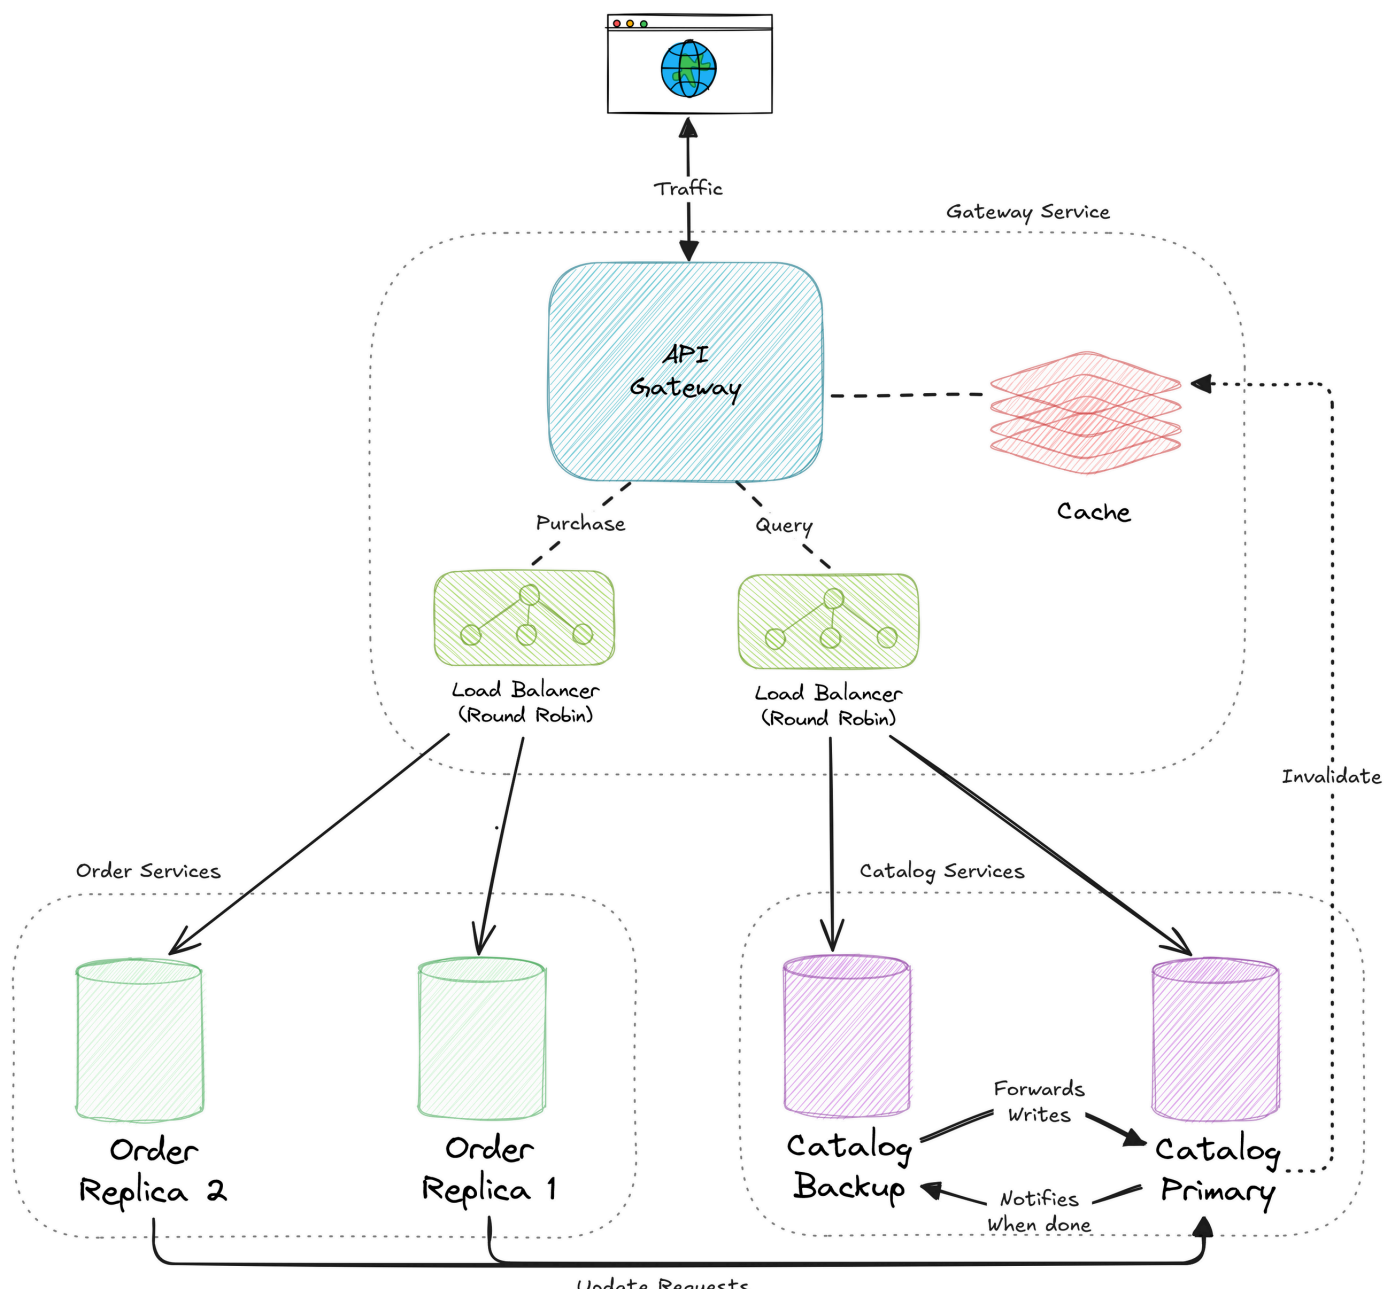 Traffic
Gateway Service
API
Gateway
Cache
Purchase
Query
Load Balancer
(Round Robin)
Load Balancer
(Round Robin)
Invalidate
Order Services
Catalog Services
Forwards
Writes
Order
Replica 2
Order
Replica 1
Catalog
Backup
Catalog
Primary
Notifies
When done
Update Requests